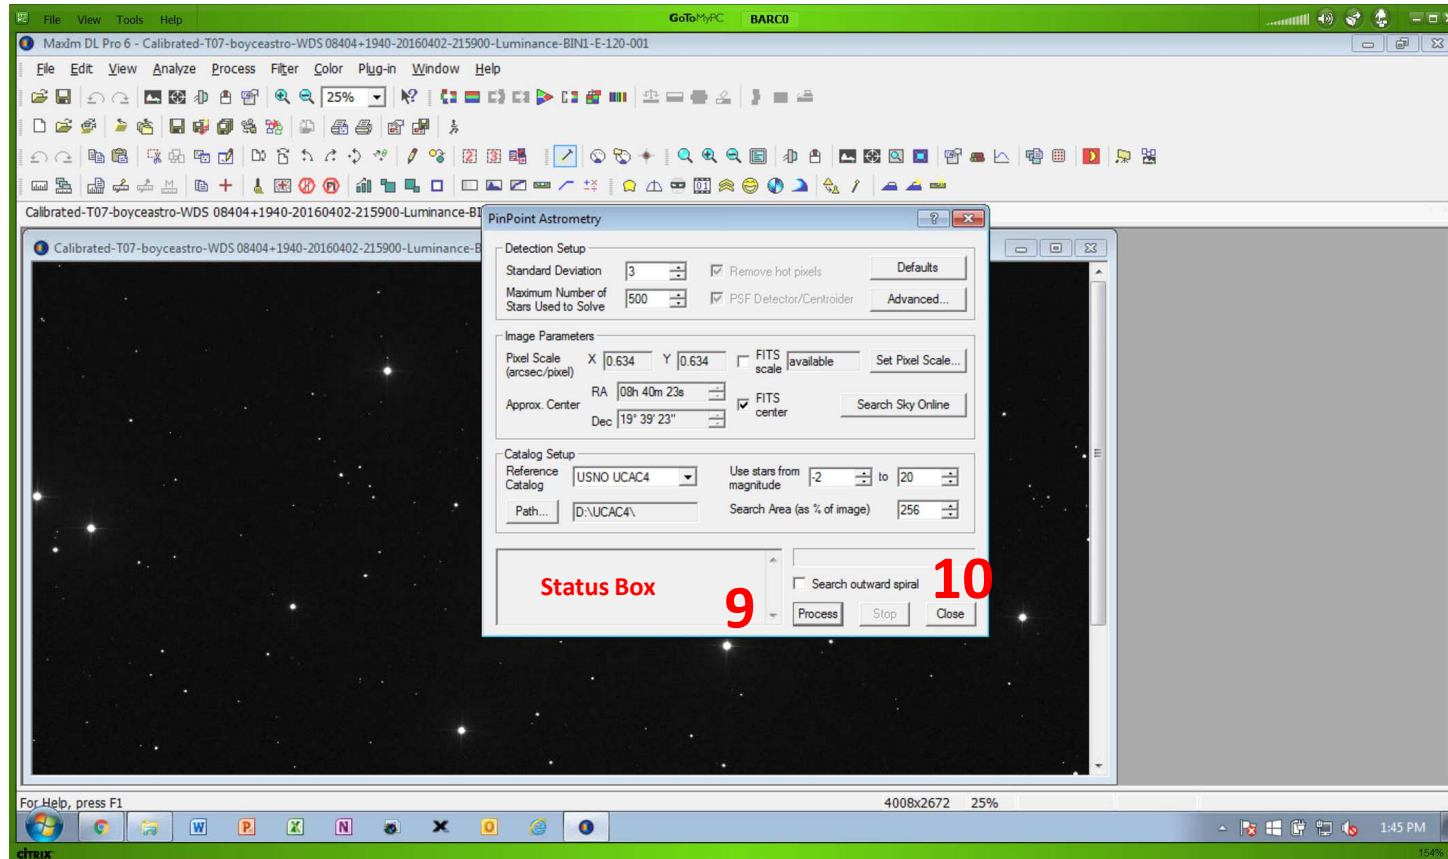 File View Tools Help GoToMyPC BARCO
MaxIm DL Pro 6 - Calibrated-T07-boyceastro-WDS 08404+1940-20160402-215900-Luminance-BIN1-E-120-001
File Edit View Analyze Process Filter Color Plug-in Window Help
25%
Calibrated-T07-boyceastro-WDS 08404+1940-20160402-215900-Luminance-BI
PinPoint Astrometry
Calibrated-T07-boyceastro-WDS 08404+1940-20160402-215900-Luminance-B
Detection Setup
Standard Deviation 3 Remove hot pixels Defaults
Maximum Number of
Stars Used to Solve 500 PSF Detector/Centroider Advanced...
Image Parameters
Pixel Scale
(arcsec/pixel) X 0.634 Y 0.634 FITS
scale available Set Pixel Scale...
Approx. Center RA 08h 40m 23s FITS
center Search Sky Online
Dec 19° 39' 23"
Catalog Setup
Reference
Catalog USNO UCAC4 Use stars from
magnitude -2 to 20
Path... D:\UCAC4\ Search Area (as % of image) 256
Status Box
9
10
Search outward spiral
Process Stop Close
For Help, press F1 4008x2672 25%
1:45 PM
CITRIX 154%